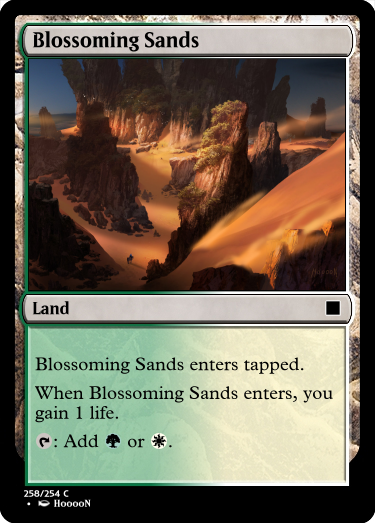 Blossoming Sands
Land
Blossoming Sands enters tapped.
When Blossoming Sands enters, you
gain 1 life.
: Add or .
258/254 C
• HooooN